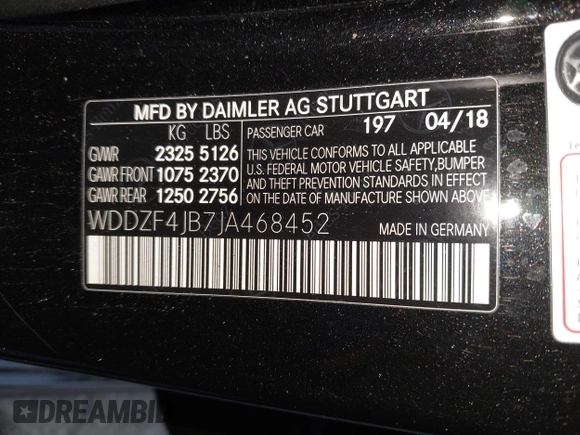 MFD BY DAIMLER AG STUTTGART
KG LBS PASSENGER CAR 197 04/18
GVWR 2325 5126
GAWR FRONT 1075 2370
GAWR REAR 1250 2756
THIS VEHICLE CONFORMS TO ALL APPLICABLE
U.S. FEDERAL MOTOR VEHICLE SAFETY, BUMPER
AND THEFT PREVENTION STANDARDS IN EFFECT
ON DATE OF MANUFACTURE SHOWN ABOVE.
WDDZF4JB7JA468452 MADE IN GERMANY
DREAMBI